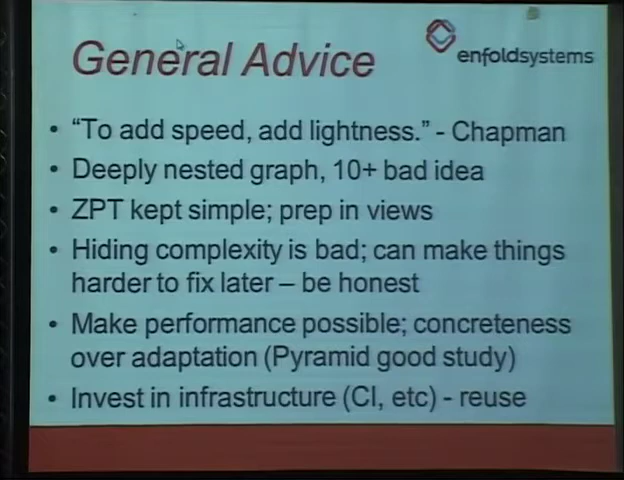 General Advice
enfoldsystems
• "To add speed, add lightness." - Chapman
• Deeply nested graph, 10+ bad idea
• ZPT kept simple; prep in views
• Hiding complexity is bad; can make things
harder to fix later – be honest
• Make performance possible; concreteness
over adaptation (Pyramid good study)
• Invest in infrastructure (CI, etc) - reuse